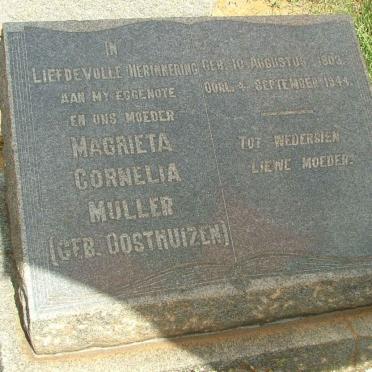 IN
LIEFDEVOLLE HERINNERING
AAN MY EGGENOTE
EN ONS MOEDER
MAGRIETA
CORNELIA
MULLER
(GEB. OOSTHUIZEN)
GEB. 10 AUGUSTUS
OORL. 4 SEPTEMBER 1944.
TOT WEDERSIEN
LIEWE MOEDER.